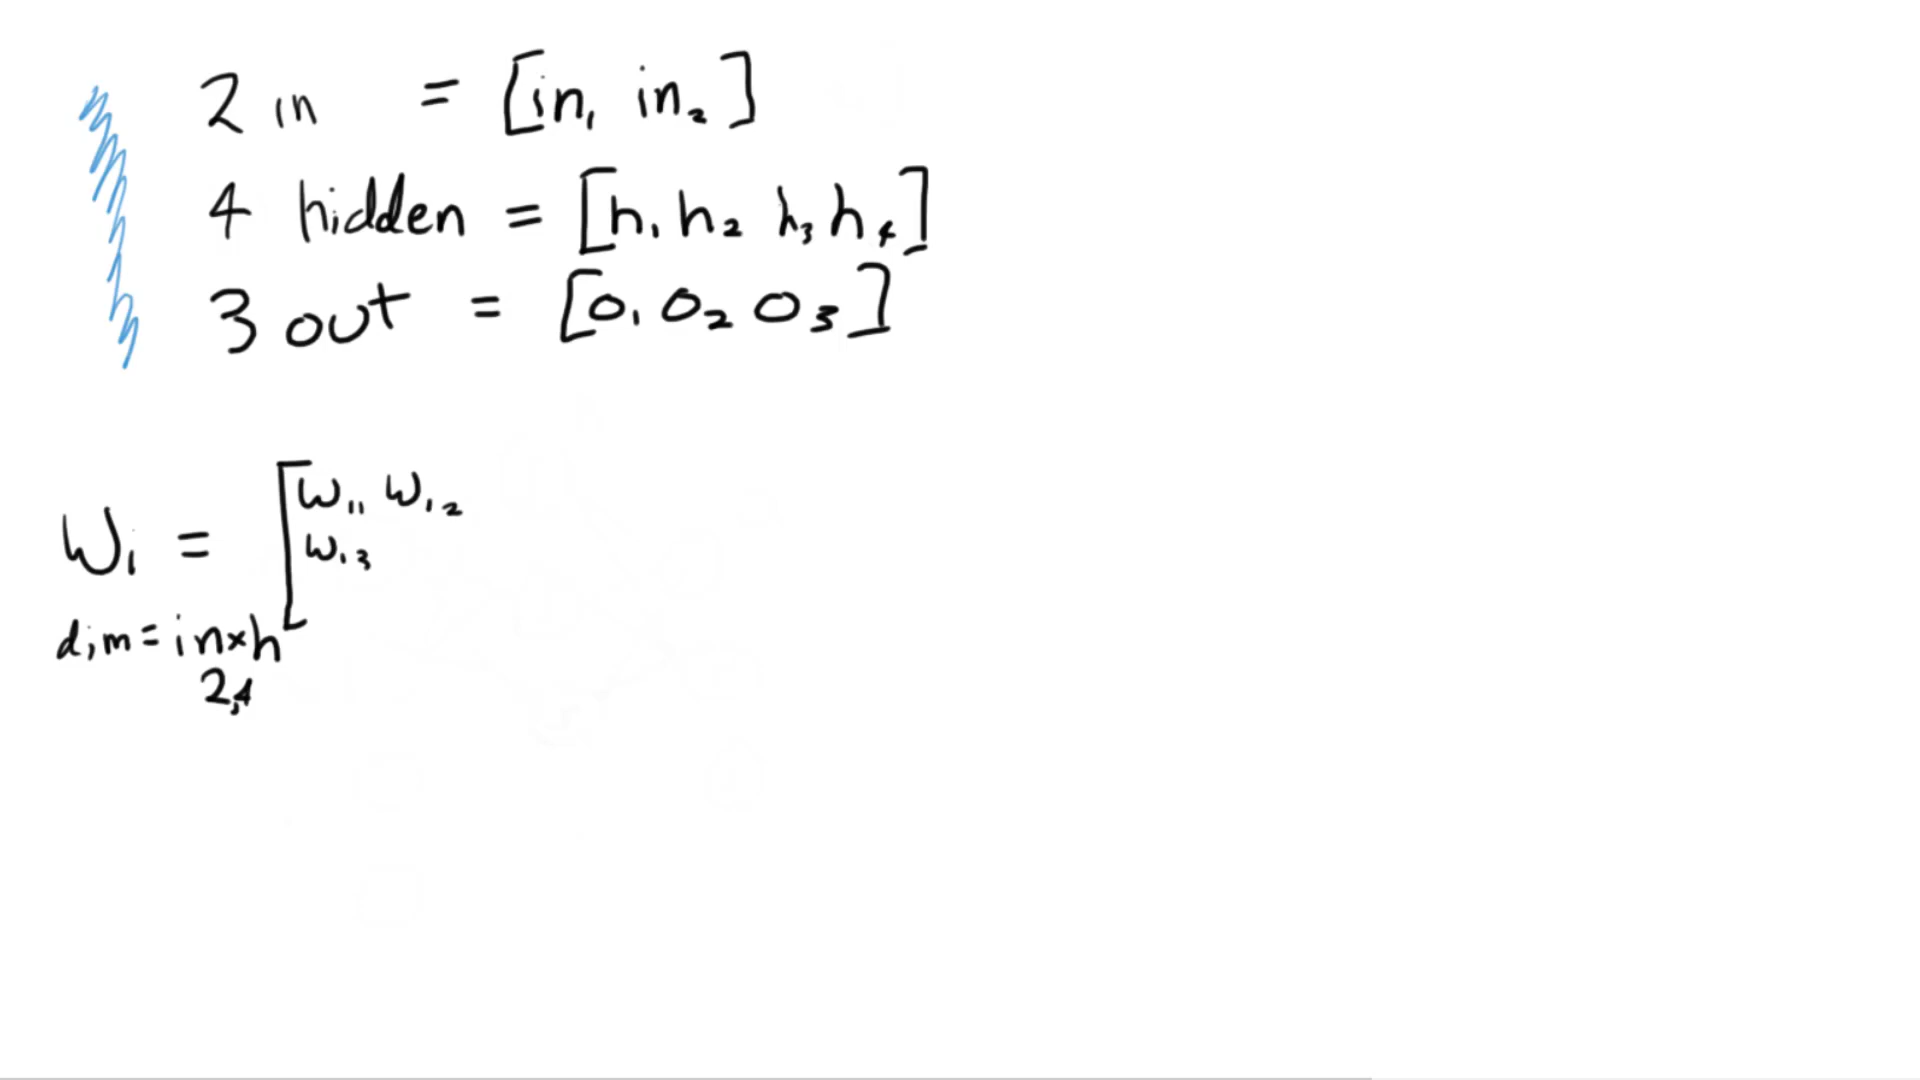 2 in = [in₁ in₂]
4 hidden = [h₁ h₂ h₃ h₄]
3 out = [o₁ o₂ o₃]
W₁ = [w₁₁ w₁₂
w₁₃
dim = in×h
2,4